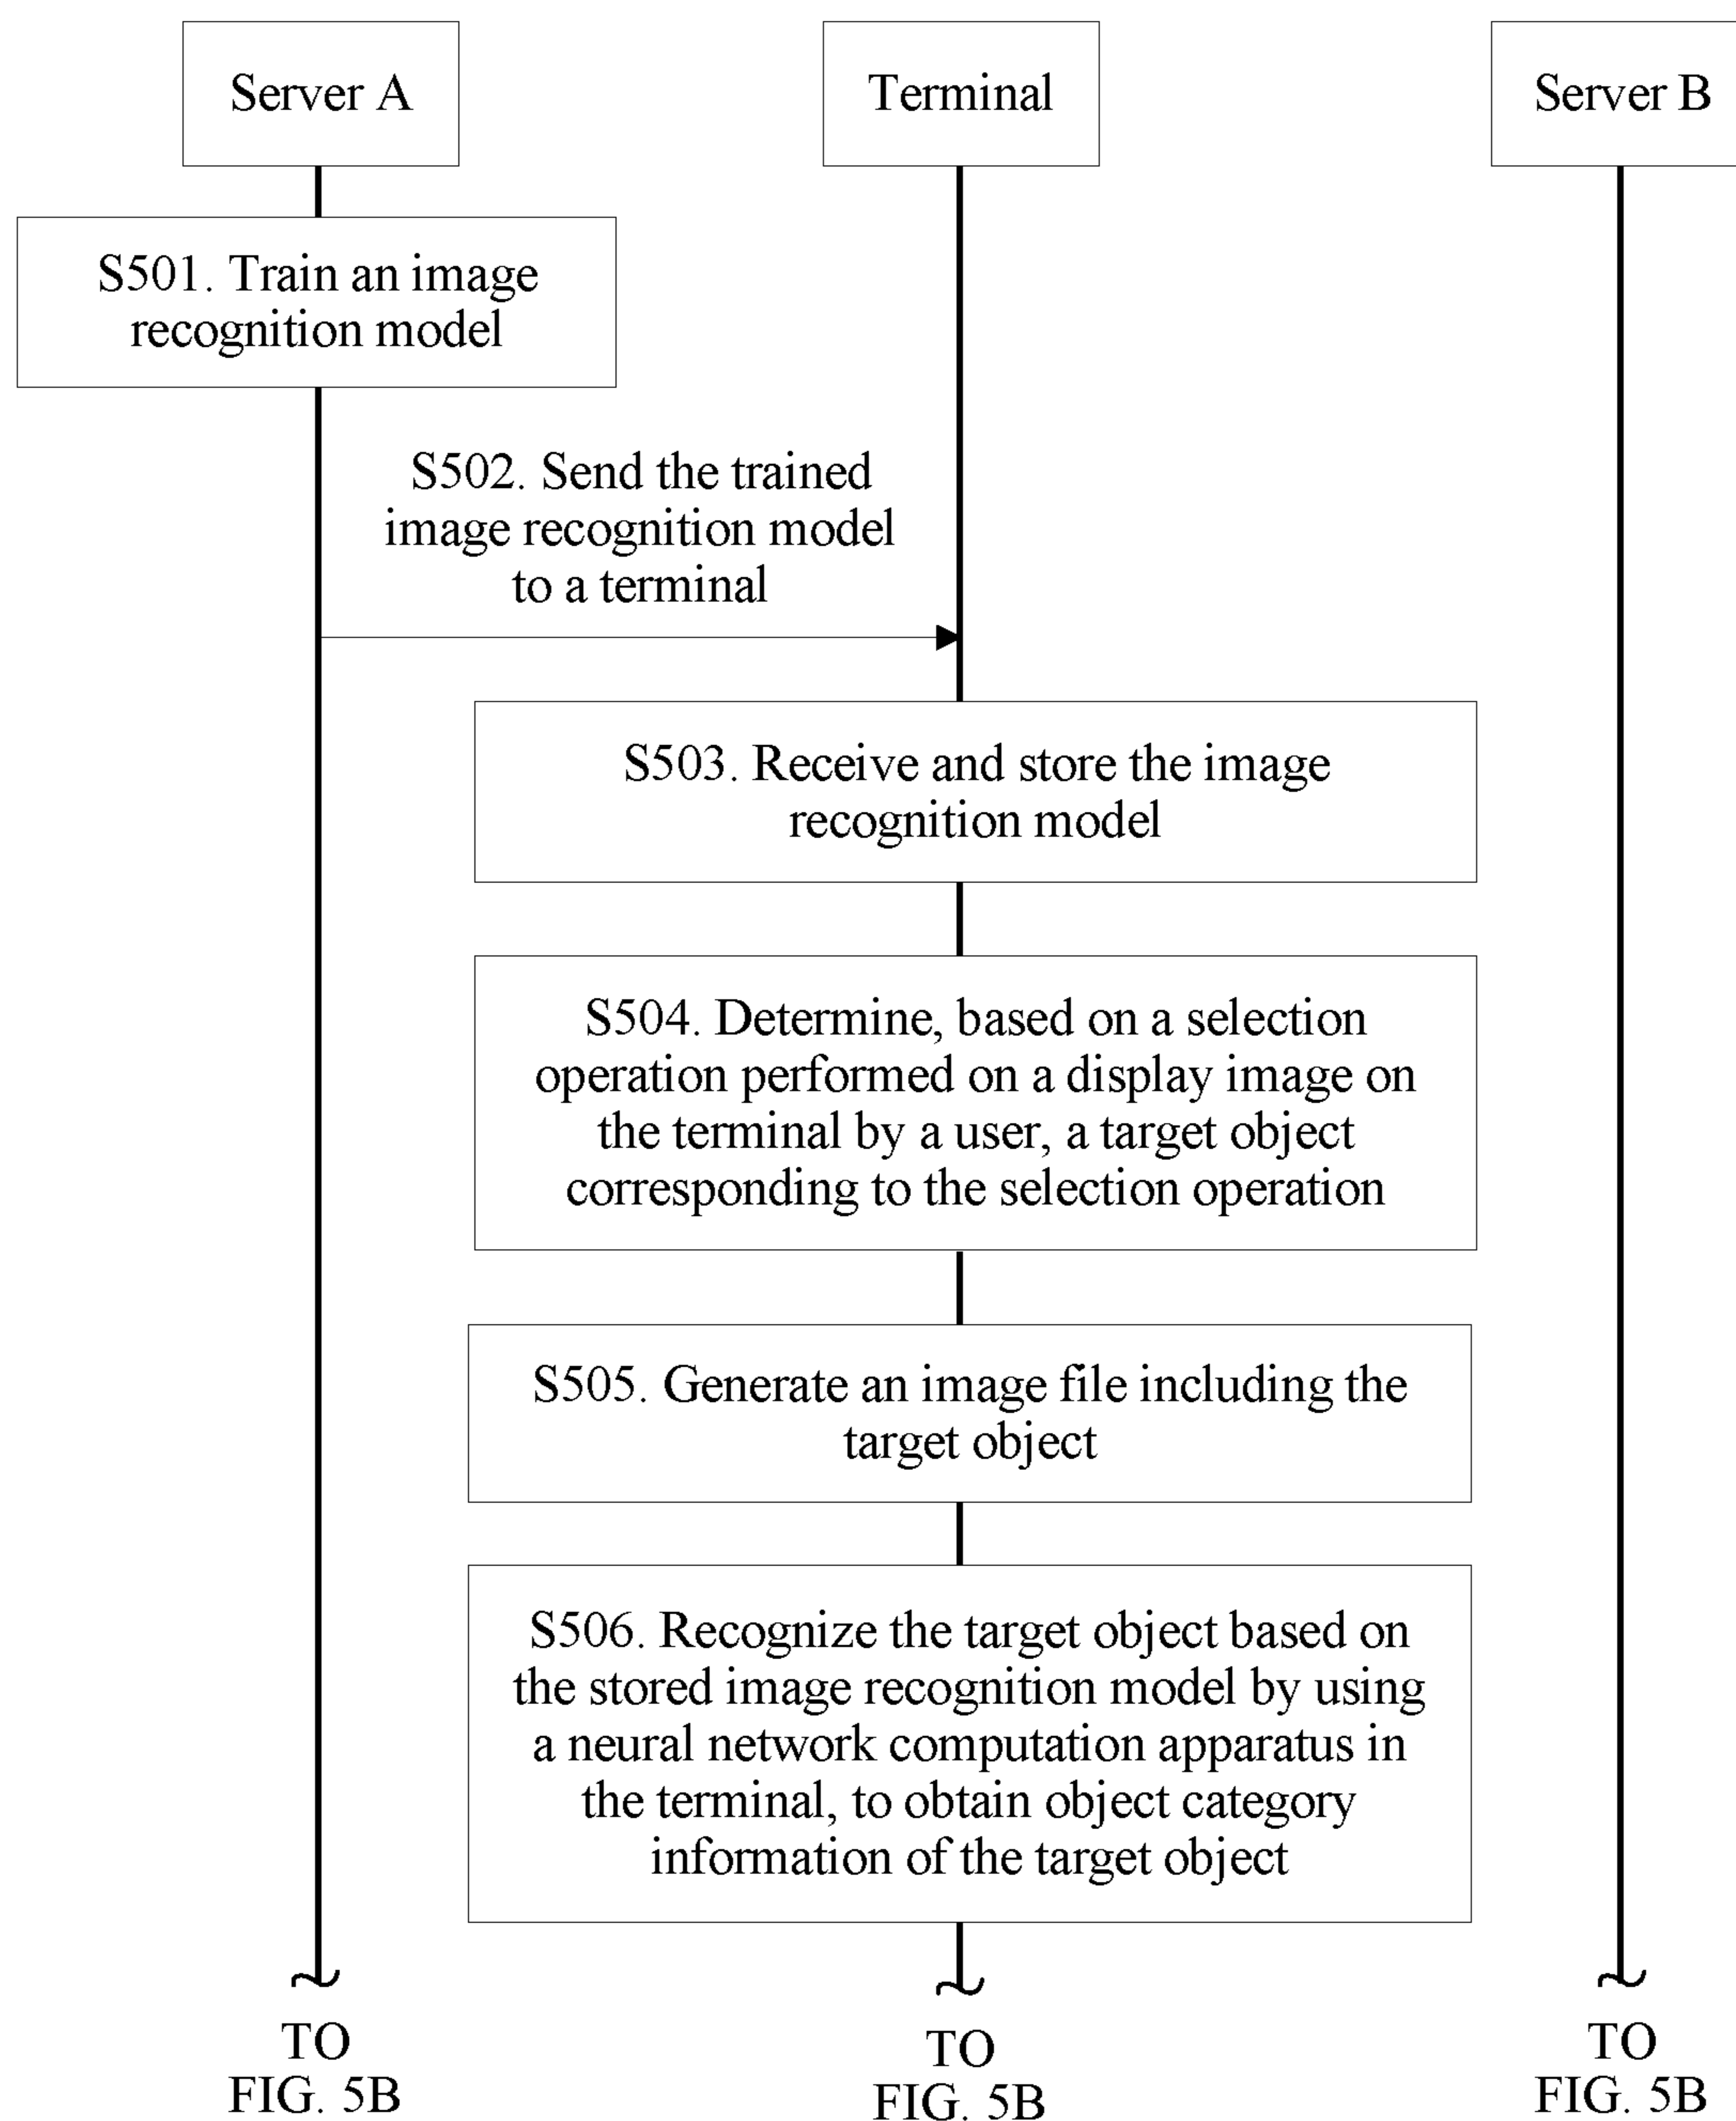 Server A
Terminal
Server B
S501. Train an image
recognition model
S502. Send the trained
image recognition model
to a terminal
S503. Receive and store the image
recognition model
S504. Determine, based on a selection
operation performed on a display image on
the terminal by a user, a target object
corresponding to the selection operation
S505. Generate an image file including the
target object
S506. Recognize the target object based on
the stored image recognition model by using
a neural network computation apparatus in
the terminal, to obtain object category
information of the target object
TO
FIG. 5B
TO
FIG. 5B
TO
FIG. 5B